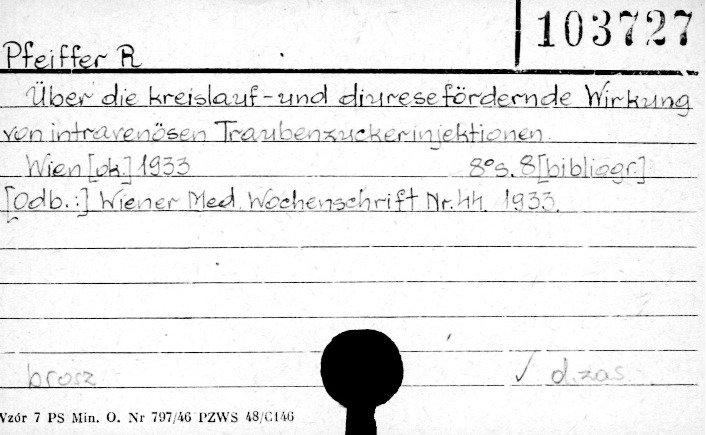 103727
Pfeiffer R
Über die kreislauf- und diuresefördernde Wirkung
von intravenösen Traubenzuckerinjektionen.
Wien [ok.] 1933 8° s. 8 [bibliogr.]
[Odb.:] Wiener Med. Wochenschrift Nr. 44. 1933.
brosz. ✓ d.zas.
Wzór 7 PS Min. O. Nr 797/46 PZWS 48/C146